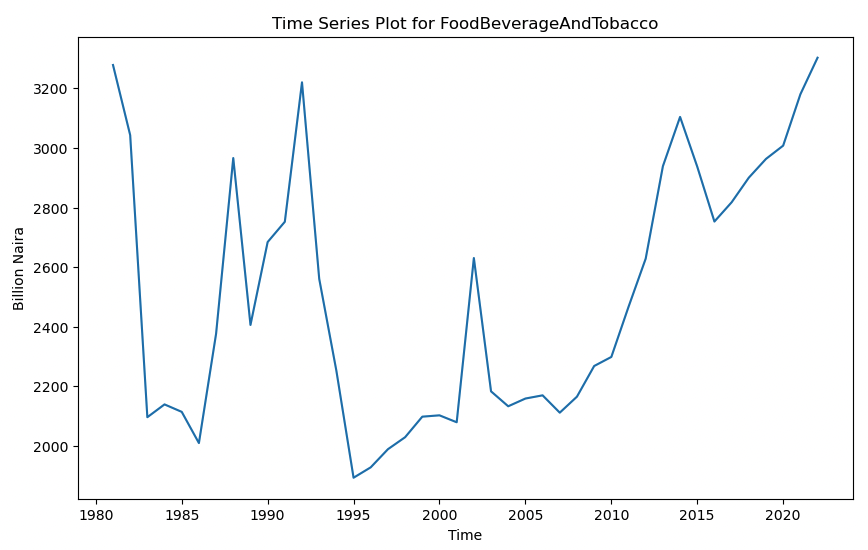 Time Series Plot for FoodBeverageAndTobacco
Billion Naira
3200
3000
2800
2600
2400
2200
2000
1980 1985 1990 1995 2000 2005 2010 2015 2020
Time